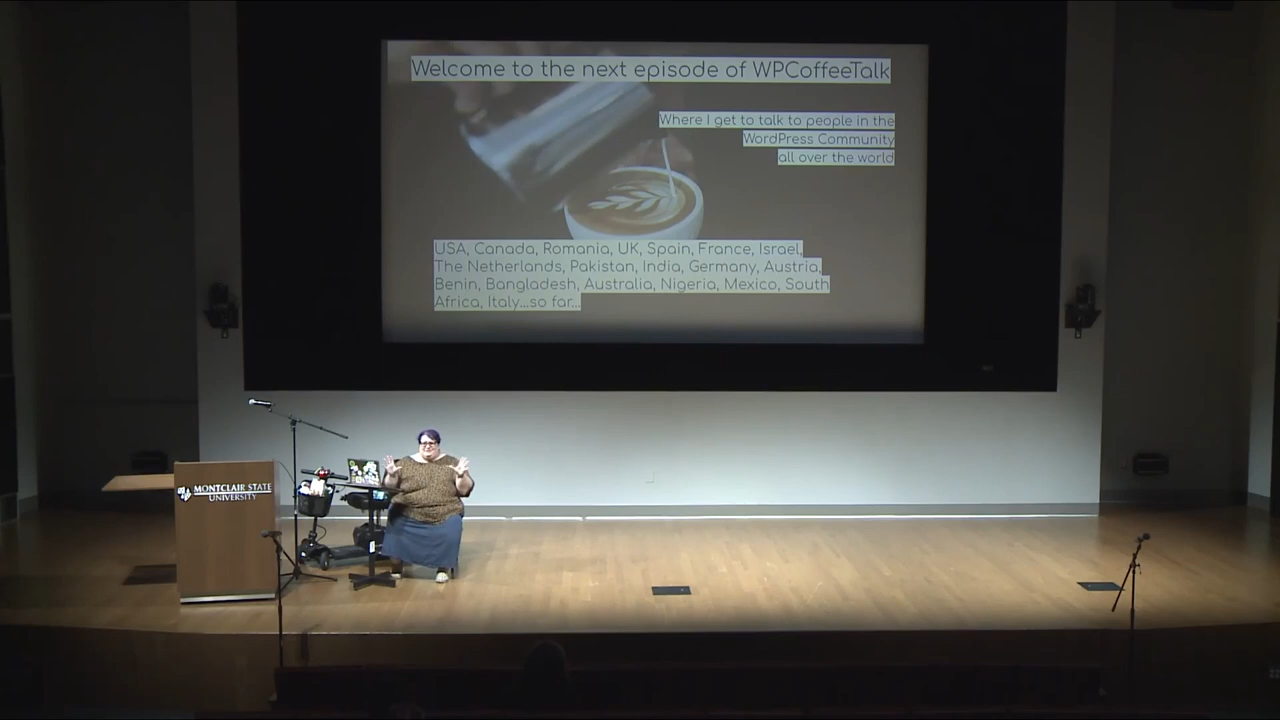 Welcome to the next episode of WPCoffeeTalk
Where I get to talk to people in the
WordPress Community
all over the world
USA, Canada, Romania, UK, Spain, France, Israel,
The Netherlands, Pakistan, India, Germany, Austria,
Benin, Bangladesh, Australia, Nigeria, Mexico, South
Africa, Italy...so far...
MONTCLAIR STATE
UNIVERSITY